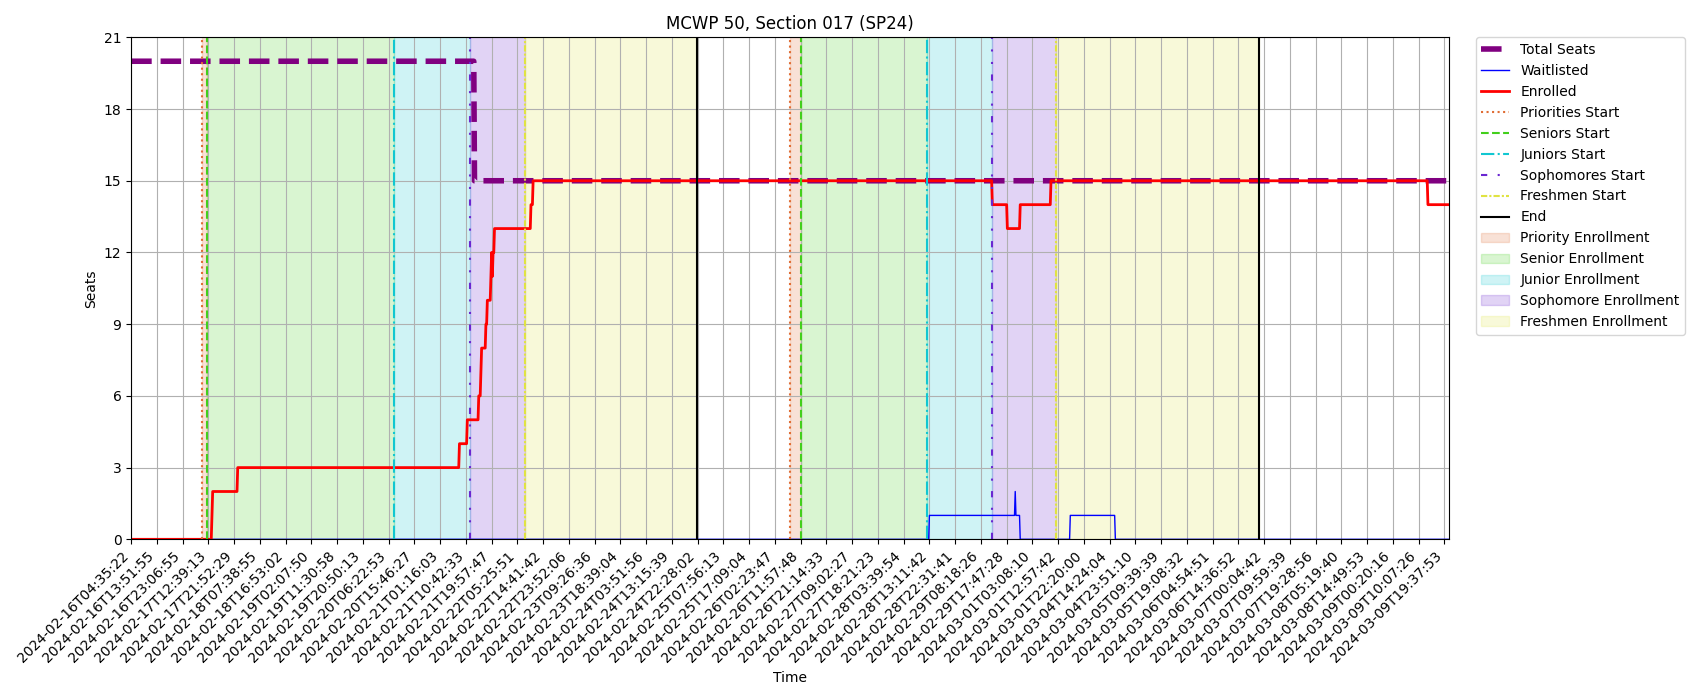 MCWP 50, Section 017 (SP24)
21
18
15
12
9
6
3
0
Seats
2024-02-16T04:35:22
2024-02-16T13:51:55
2024-02-16T23:06:55
2024-02-17T12:39:13
2024-02-17T21:52:29
2024-02-18T07:38:55
2024-02-18T16:53:02
2024-02-19T02:07:50
2024-02-19T11:30:58
2024-02-19T20:50:13
2024-02-20T06:22:53
2024-02-20T15:46:27
2024-02-21T01:16:03
2024-02-21T10:42:33
2024-02-21T19:57:47
2024-02-22T05:25:51
2024-02-22T14:41:42
2024-02-22T23:52:06
2024-02-23T09:26:36
2024-02-23T18:39:04
2024-02-24T03:51:56
2024-02-24T13:15:39
2024-02-24T22:28:02
2024-02-25T07:56:13
2024-02-25T17:09:04
2024-02-26T02:23:47
2024-02-26T11:57:48
2024-02-26T21:14:33
2024-02-27T09:02:27
2024-02-27T18:21:23
2024-02-28T03:39:54
2024-02-28T13:11:42
2024-02-28T22:31:41
2024-02-29T08:18:26
2024-02-29T17:47:28
2024-03-01T03:08:10
2024-03-01T12:57:42
2024-03-01T22:20:00
2024-03-04T14:24:04
2024-03-04T23:51:10
2024-03-05T09:39:39
2024-03-05T19:08:32
2024-03-06T04:54:51
2024-03-06T14:36:52
2024-03-07T00:04:42
2024-03-07T09:59:39
2024-03-07T19:28:56
2024-03-08T05:19:40
2024-03-08T14:49:53
2024-03-09T00:20:16
2024-03-09T10:07:26
2024-03-09T19:37:53
Time
Total Seats
Waitlisted
Enrolled
Priorities Start
Seniors Start
Juniors Start
Sophomores Start
Freshmen Start
End
Priority Enrollment
Senior Enrollment
Junior Enrollment
Sophomore Enrollment
Freshmen Enrollment